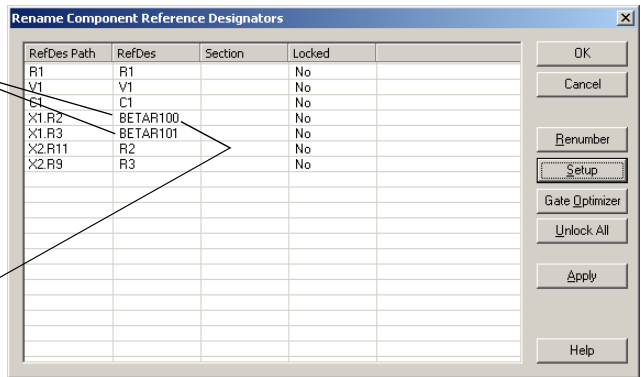 Rename Component Reference Designators
RefDes Path RefDes Section Locked
R1 R1 No
V1 V1 No
C1 C1 No
X1.R2 BETAR100 No
X1.R3 BETAR101 No
X2.R11 R2 No
X2.R9 R3 No
OK
Cancel
Renumber
Setup
Gate Optimizer
Unlock All
Apply
Help